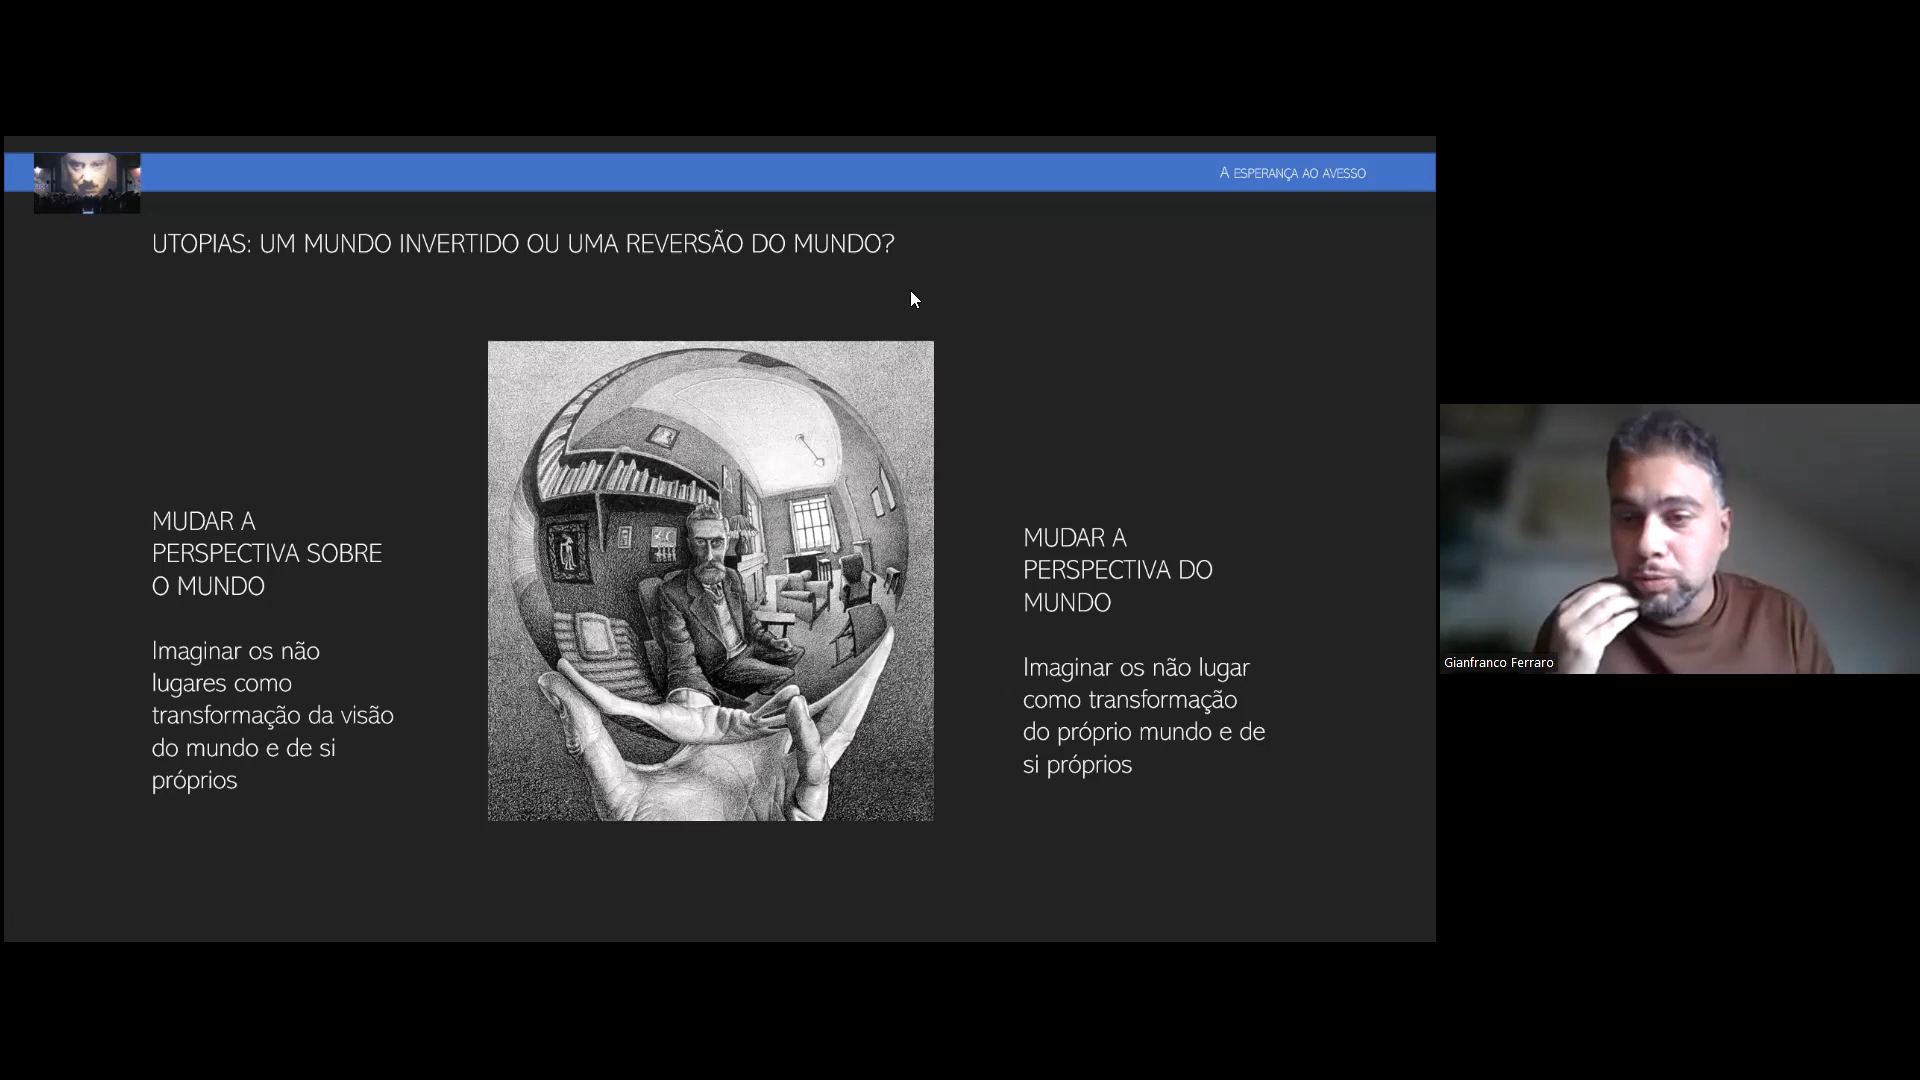 A ESPERANÇA AO AVESSO
UTOPIAS: UM MUNDO INVERTIDO OU UMA REVERSÃO DO MUNDO?
MUDAR A
PERSPECTIVA SOBRE
O MUNDO
Imaginar os não
lugares como
transformação da visão
do mundo e de si
próprios
MUDAR A
PERSPECTIVA DO
MUNDO
Imaginar os não lugar
como transformação
do próprio mundo e de
si próprios
Gianfranco Ferraro